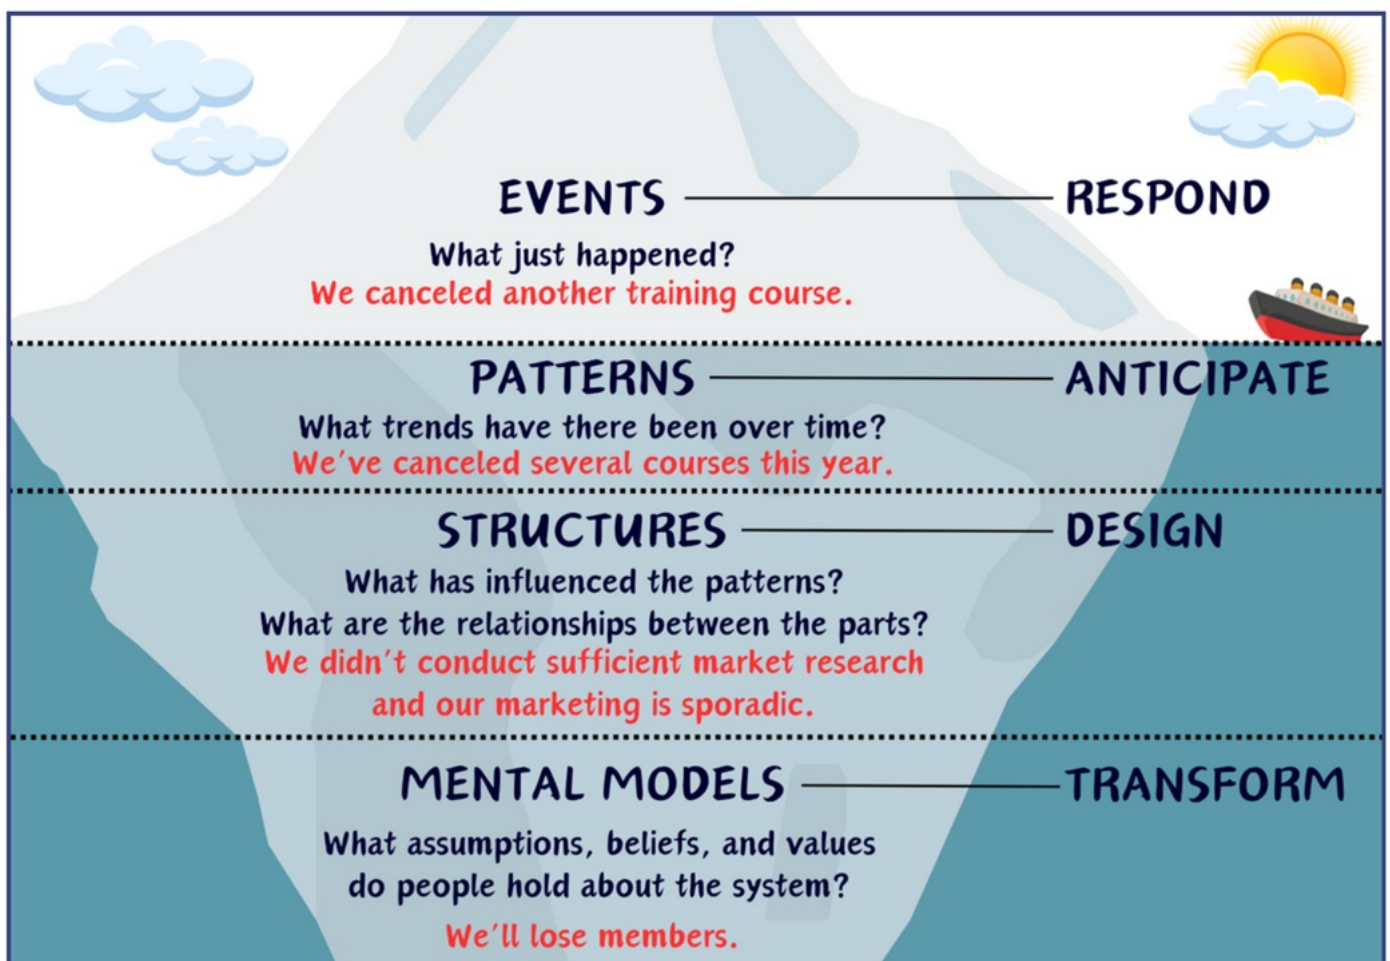 EVENTS RESPOND
What just happened?
We canceled another training course.
PATTERNS ANTICIPATE
What trends have there been over time?
We've canceled several courses this year.
STRUCTURES DESIGN
What has influenced the patterns?
What are the relationships between the parts?
We didn't conduct sufficient market research
and our marketing is sporadic.
MENTAL MODELS TRANSFORM
What assumptions, beliefs, and values
do people hold about the system?
We'll lose members.